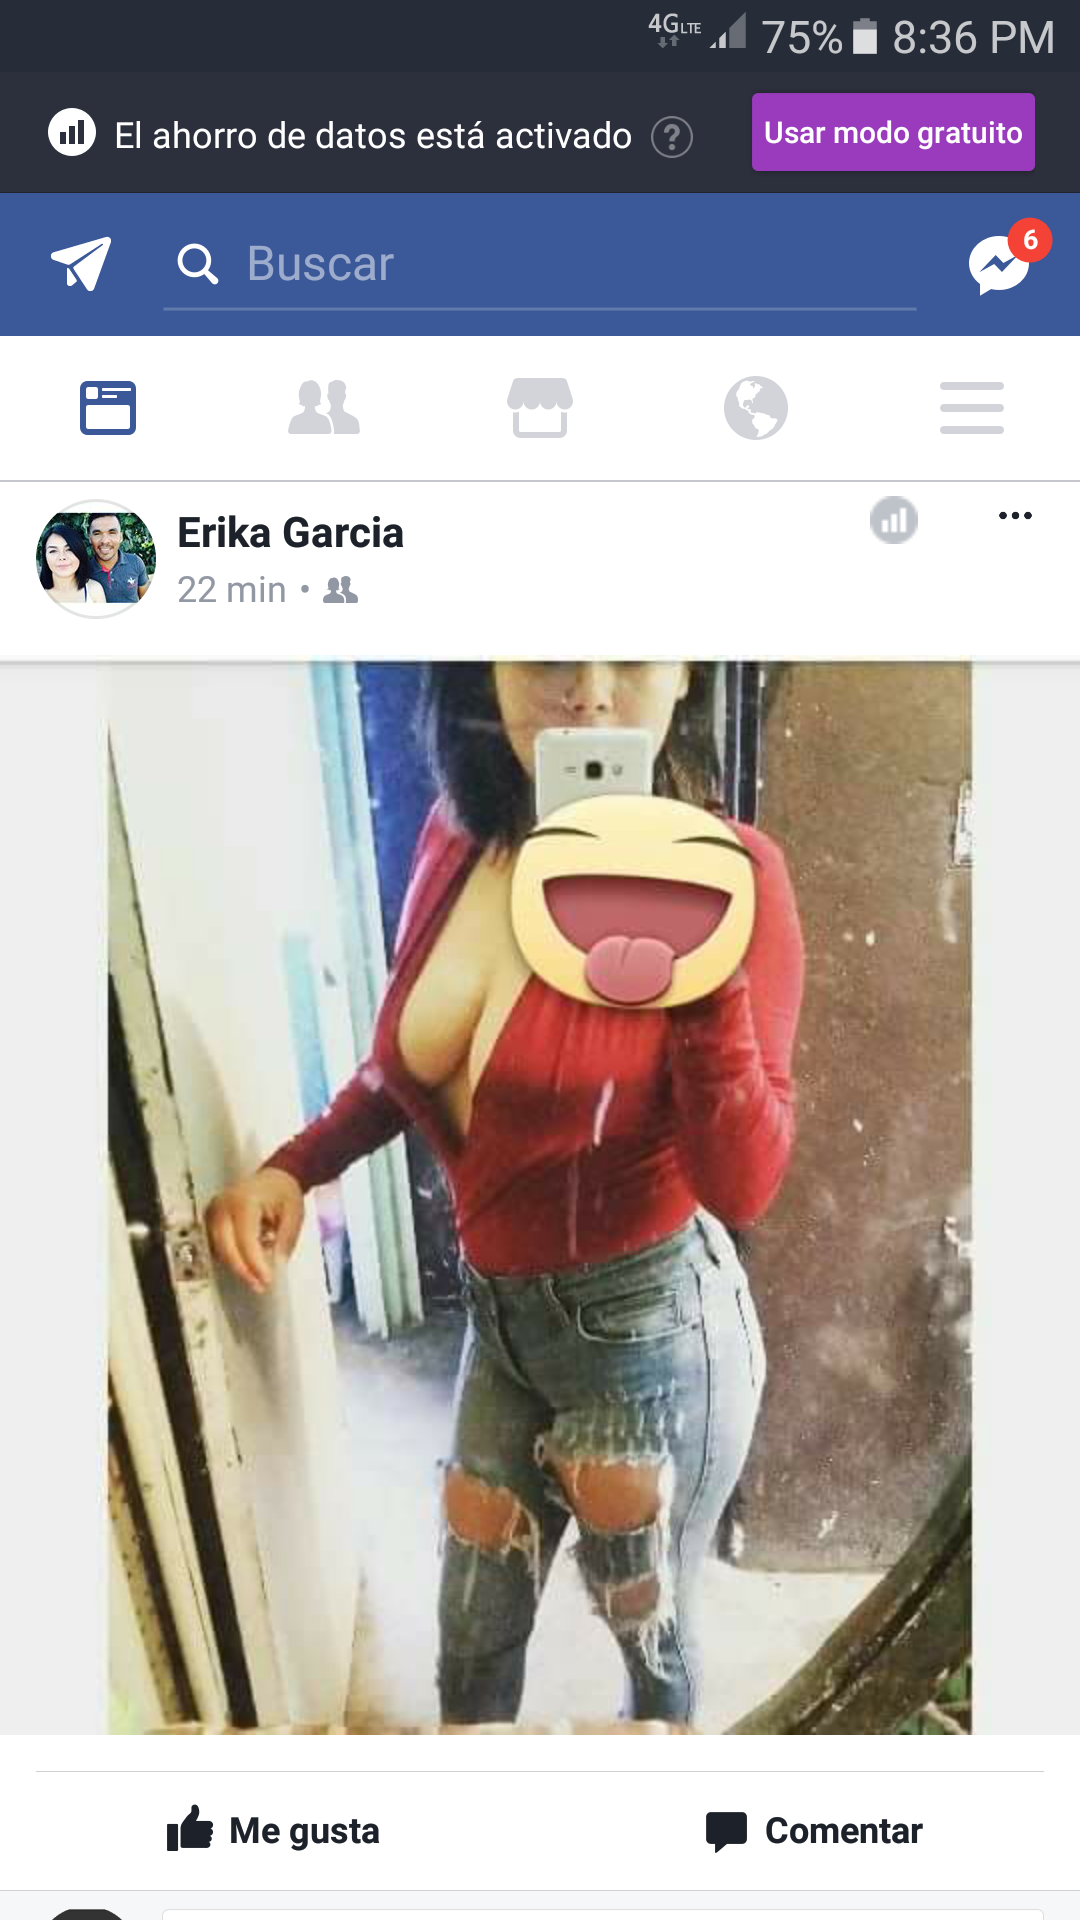 4G LTE 75% 8:36 PM
El ahorro de datos está activado ? Usar modo gratuito
Buscar 6
Erika Garcia
22 min •
Me gusta Comentar